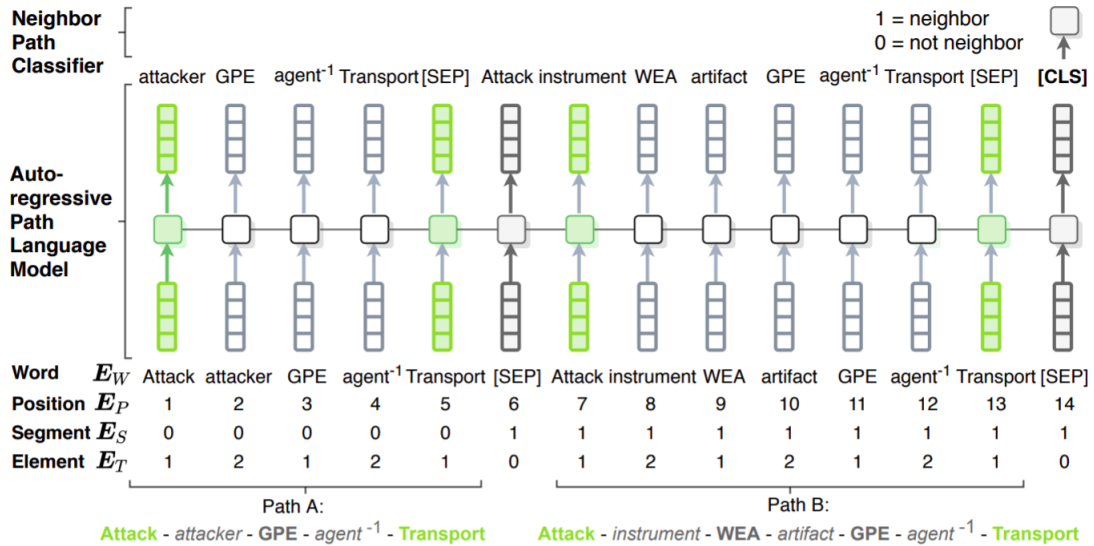 Neighbor Path Classifier
1 = neighbor
0 = not neighbor
attacker GPE agent⁻¹ Transport [SEP] Attack instrument WEA artifact GPE agent⁻¹ Transport [SEP] [CLS]
Auto-regressive Path Language Model
Word E_W Attack attacker GPE agent⁻¹ Transport [SEP] Attack instrument WEA artifact GPE agent⁻¹ Transport [SEP]
Position E_P 1 2 3 4 5 6 7 8 9 10 11 12 13 14
Segment E_S 0 0 0 0 0 1 1 1 1 1 1 1 1 1
Element E_T 1 2 1 2 1 0 1 2 1 2 1 2 1 0
Path A: Path B:
Attack - attacker - GPE - agent⁻¹ - Transport Attack - instrument - WEA - artifact - GPE - agent⁻¹ - Transport